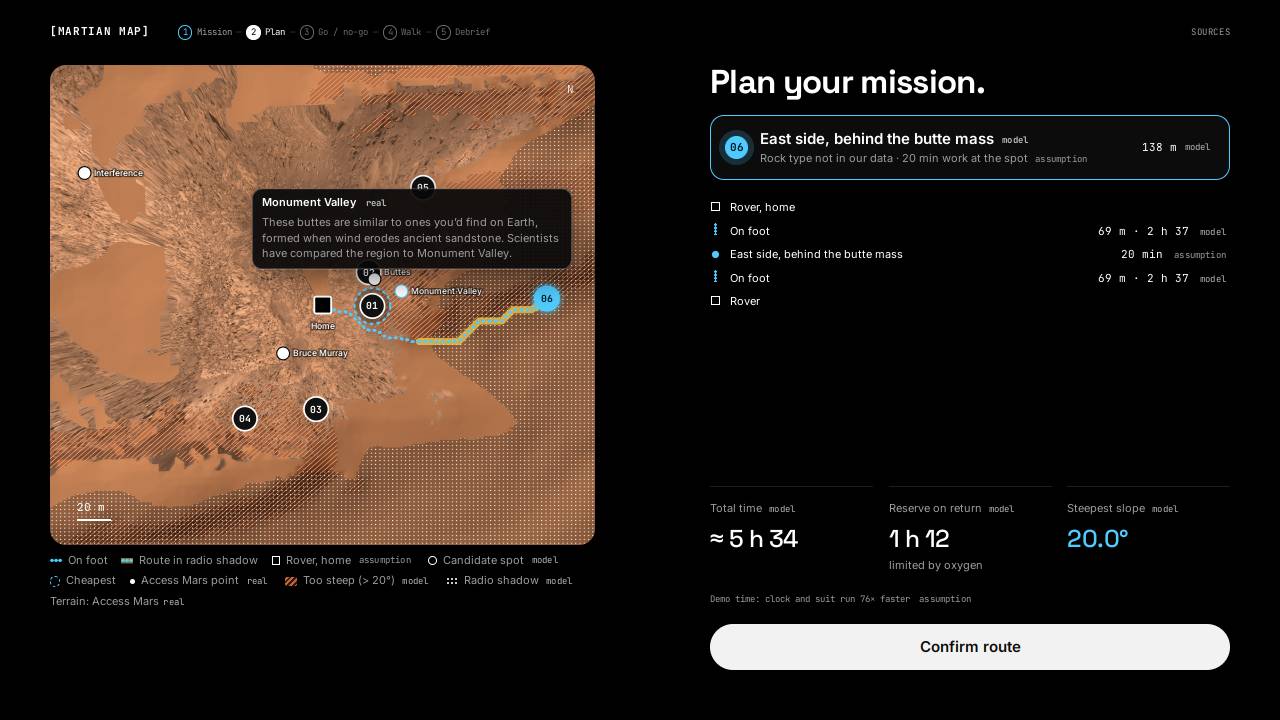 [MARTIAN MAP]
1 Mission – 2 Plan – 3 Go / no-go – 4 Walk – 5 Debrief
SOURCES
N
Interference
05
Monument Valley real
These buttes are similar to ones you'd find on Earth,
formed when wind erodes ancient sandstone. Scientists
have compared the region to Monument Valley.
02
Buttes
Monument Valley
01
06
Home
Bruce Murray
03
04
20 m
On foot
Route in radio shadow
Rover, home assumption
Candidate spot model
Cheapest
Access Mars point real
Too steep (> 20°) model
Radio shadow model
Terrain: Access Mars real
Plan your mission.
06
East side, behind the butte mass model
Rock type not in our data · 20 min work at the spot assumption
138 m model
Rover, home
On foot 69 m · 2 h 37 model
East side, behind the butte mass 20 min assumption
On foot 69 m · 2 h 37 model
Rover
Total time model
≈ 5 h 34
Reserve on return model
1 h 12
limited by oxygen
Steepest slope model
20.0°
Demo time: clock and suit run 76× faster assumption
Confirm route